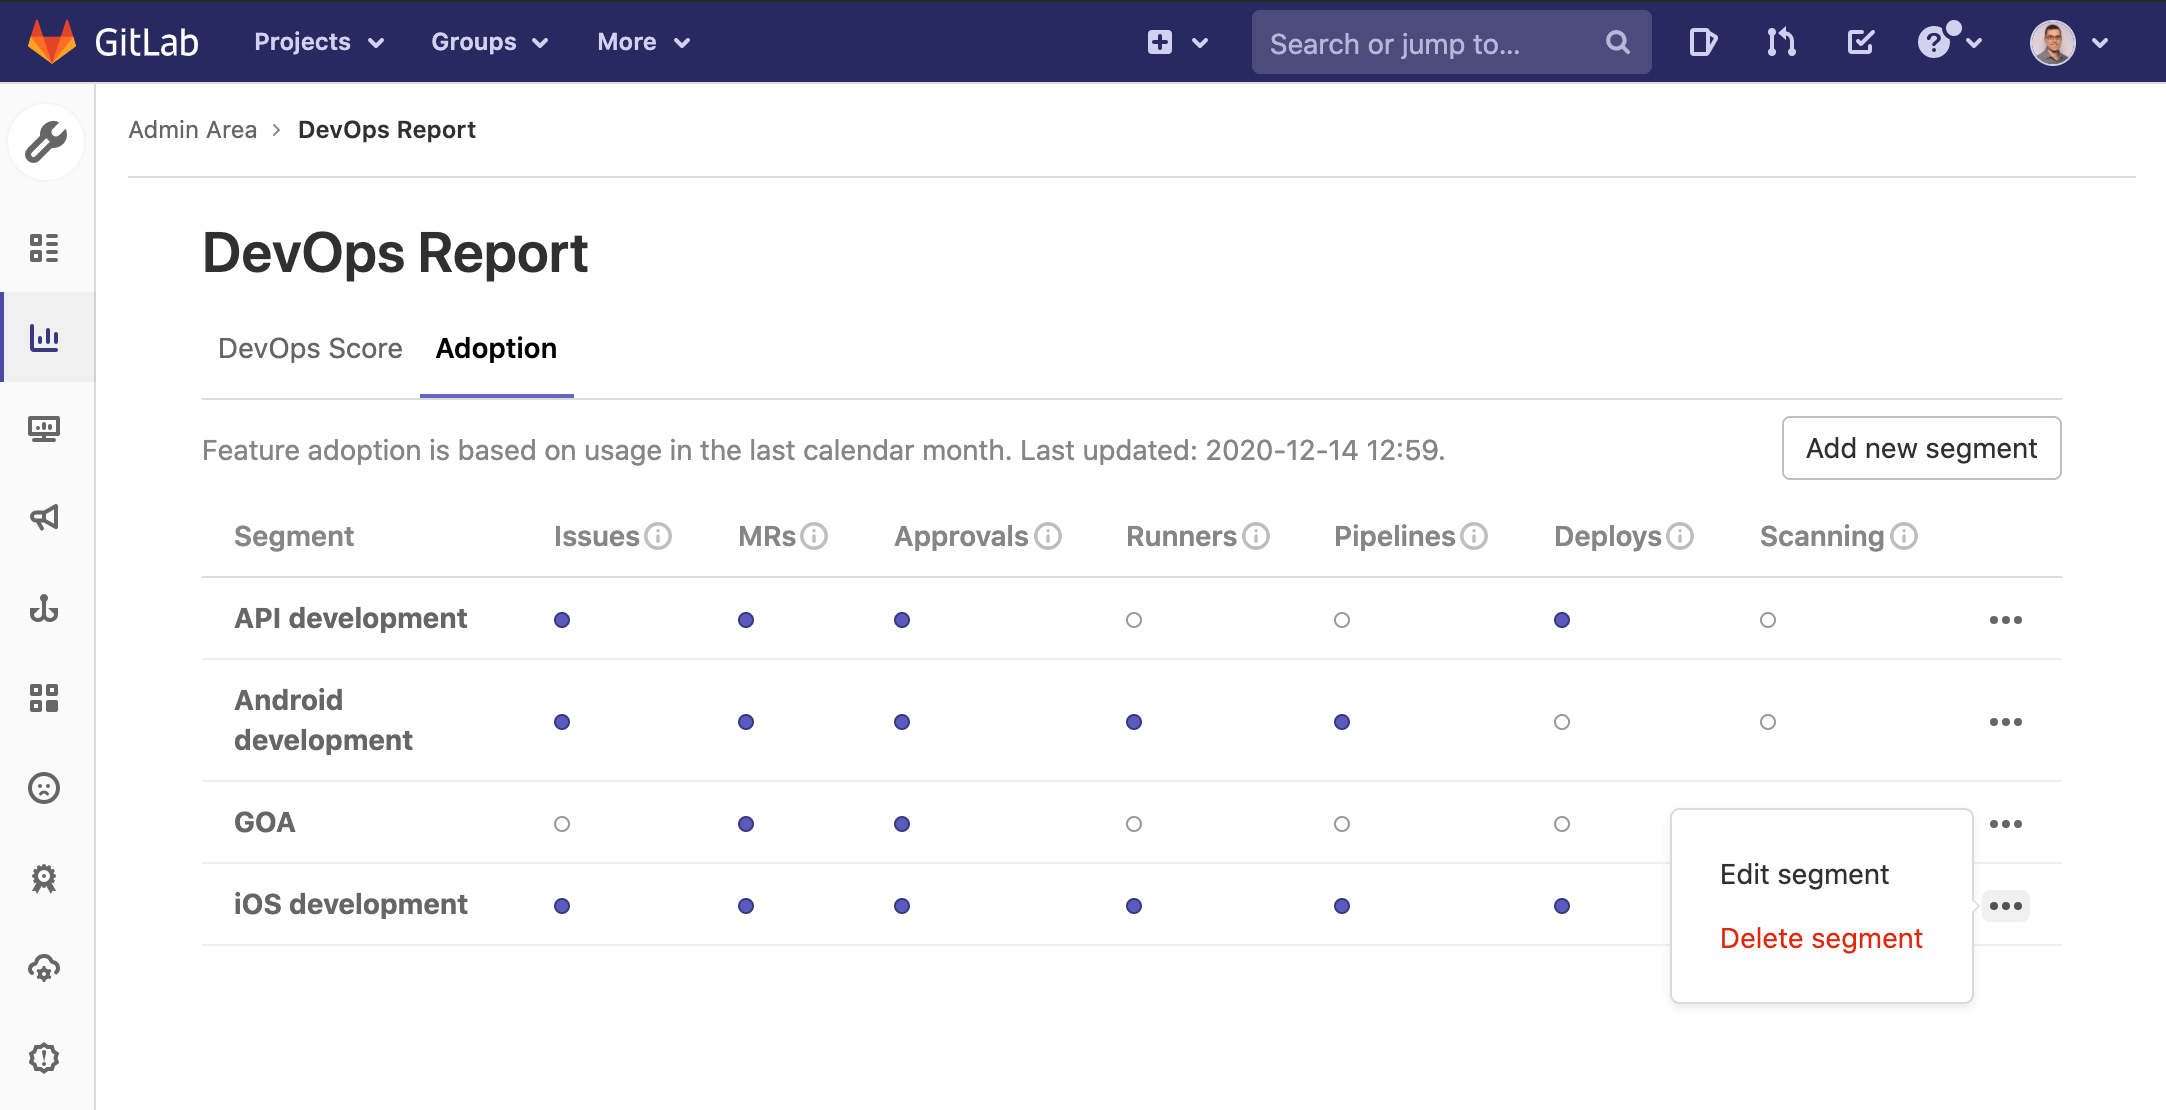 GitLab Projects Groups More Search or jump to...
Admin Area > DevOps Report
DevOps Report
DevOps Score Adoption
Feature adoption is based on usage in the last calendar month. Last updated: 2020-12-14 12:59.
Add new segment
Segment Issues MRs Approvals Runners Pipelines Deploys Scanning
API development
Android
development
GOA
iOS development
Edit segment
Delete segment